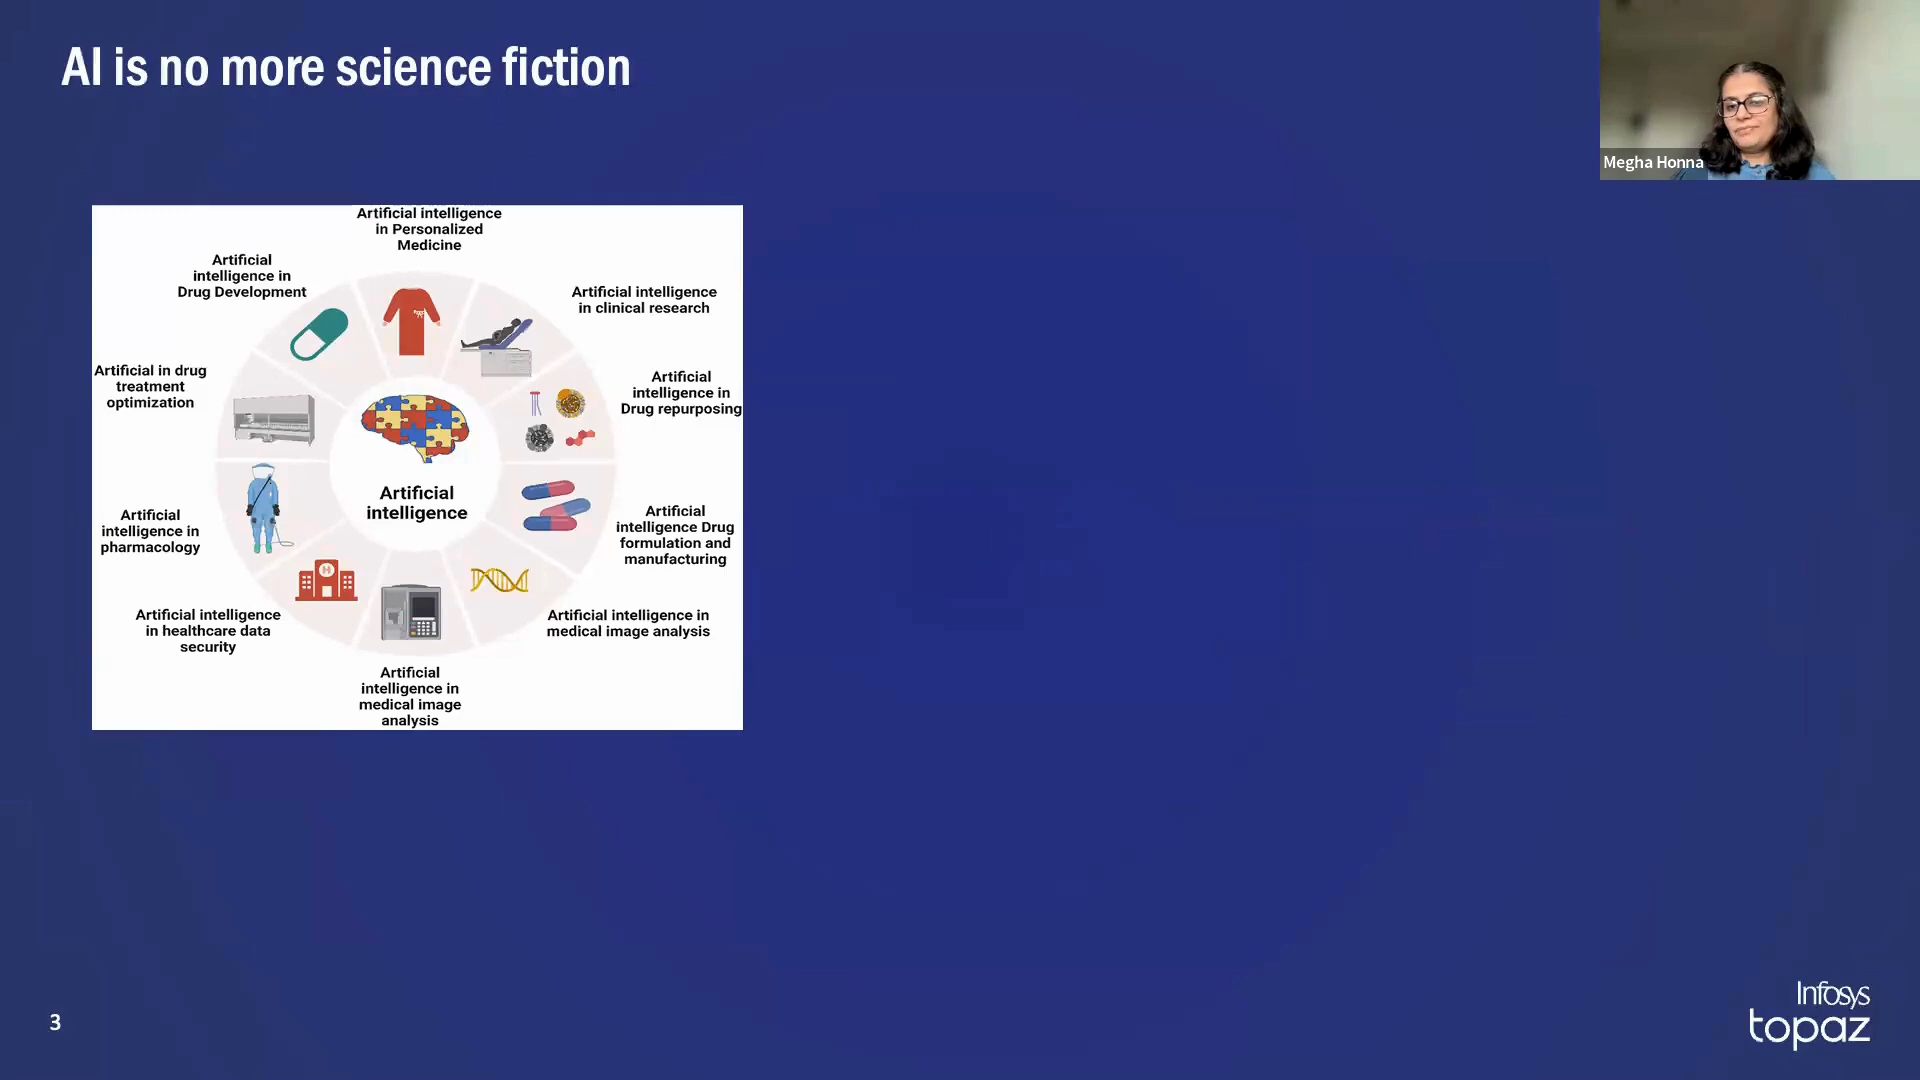 AI is no more science fiction
Megha Honna
Artificial intelligence
in Personalized
Medicine
Artificial
intelligence in
Drug Development
Artificial intelligence
in clinical research
Artificial in drug
treatment
optimization
Artificial
intelligence in
Drug repurposing
Artificial
intelligence
Artificial
intelligence in
pharmacology
Artificial
intelligence Drug
formulation and
manufacturing
Artificial intelligence
in healthcare data
security
H
Artificial intelligence in
medical image analysis
Artificial
intelligence in
medical image
analysis
3
Infosys
topaz